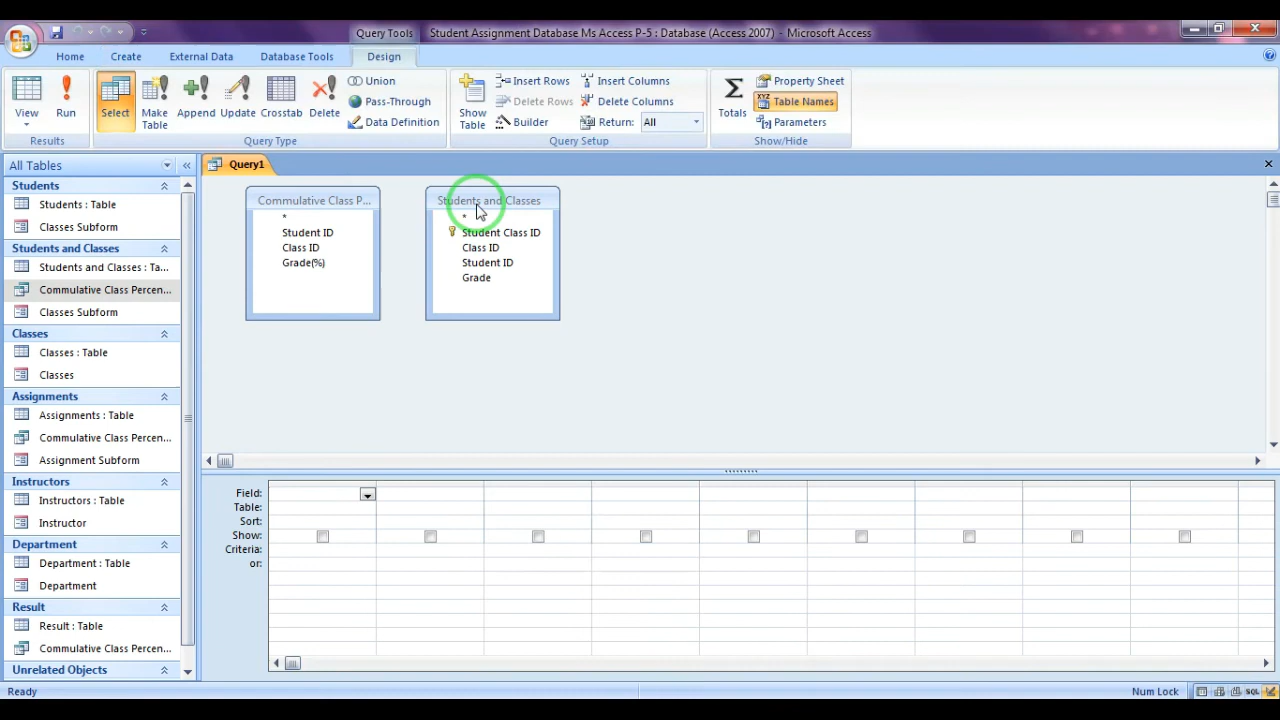 Query Tools
Student Assignment Database Ms Access P-5 : Database (Access 2007) - Microsoft Access
Home
Create
External Data
Database Tools
Design
View
Run
Results
Select
Make Table
Append
Update
Crosstab
Delete
Union
Pass-Through
Data Definition
Query Type
Show Table
Insert Rows
Delete Rows
Builder
Insert Columns
Delete Columns
Return: All
Query Setup
Totals
Property Sheet
Table Names
Parameters
Show/Hide
All Tables
Students
Students : Table
Classes Subform
Students and Classes
Students and Classes : Ta...
Commulative Class Percen...
Classes Subform
Classes
Classes : Table
Classes
Assignments
Assignments : Table
Commulative Class Percen...
Assignment Subform
Instructors
Instructors : Table
Instructor
Department
Department : Table
Department
Result
Result : Table
Commulative Class Percen...
Unrelated Objects
Query1
Commulative Class P...
*
Student ID
Class ID
Grade(%)
Students and Classes
*
Student Class ID
Class ID
Student ID
Grade
Field:
Table:
Sort:
Show:
Criteria:
or:
Ready
Num Lock
SQL